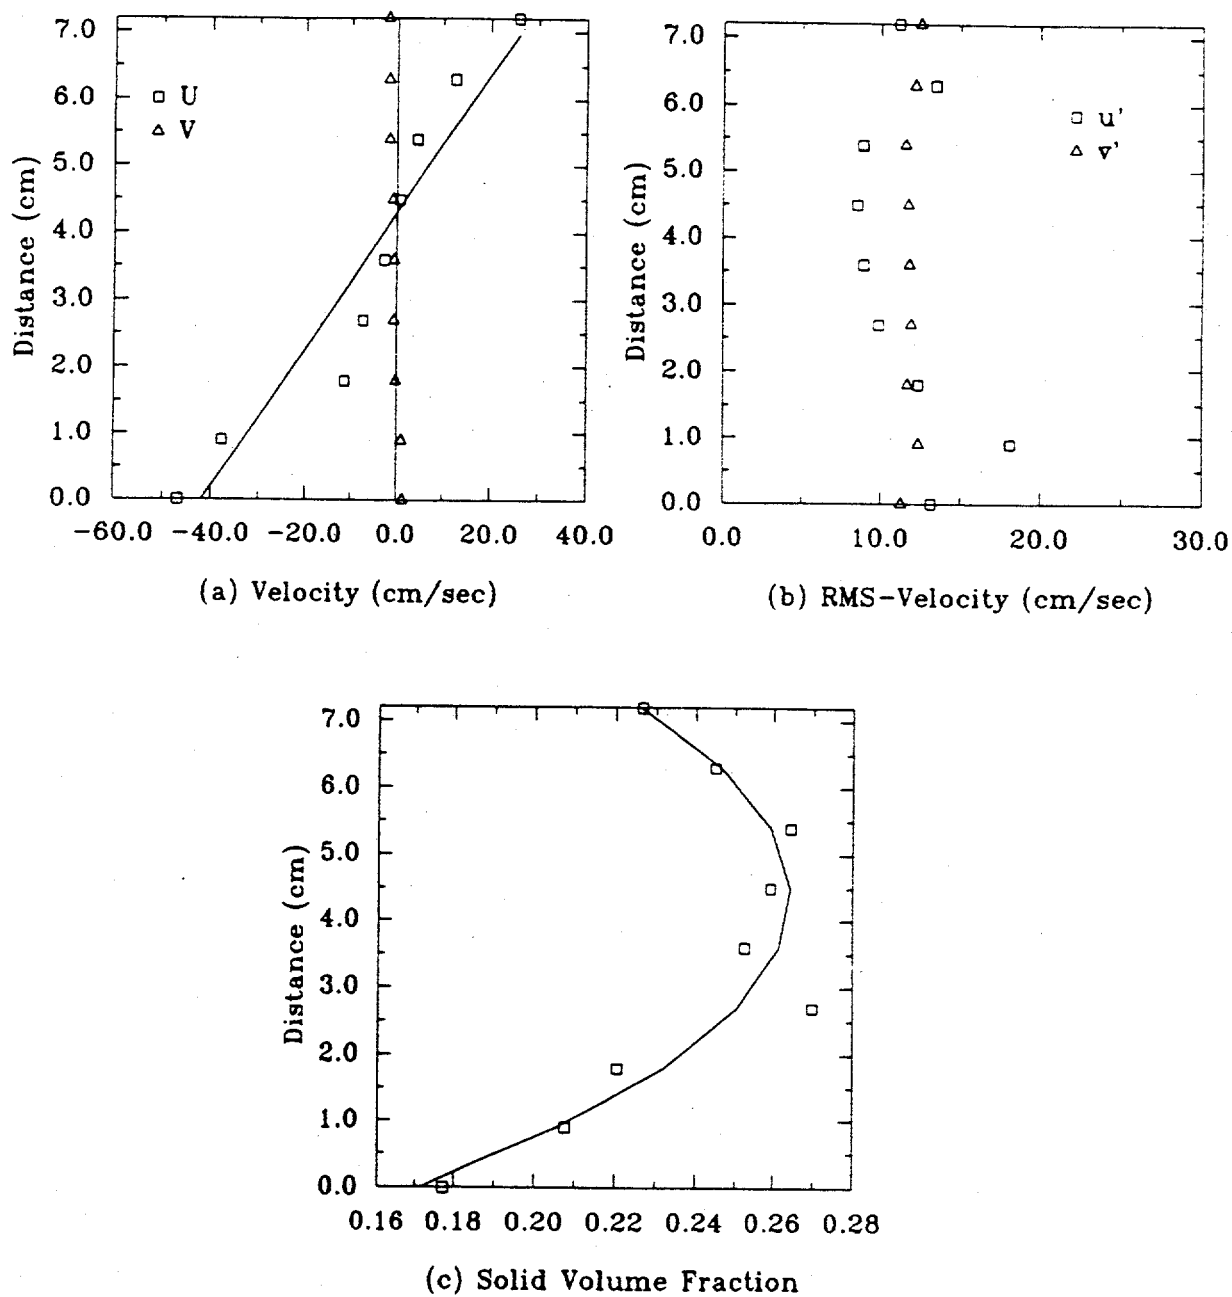 7.0
6.0
5.0
4.0
3.0
2.0
1.0
0.0
Distance (cm)
U
V
-60.0 -40.0 -20.0 0.0 20.0 40.0
(a) Velocity (cm/sec)
7.0
6.0
5.0
4.0
3.0
2.0
1.0
0.0
Distance (cm)
u'
v'
0.0 10.0 20.0 30.0
(b) RMS-Velocity (cm/sec)
7.0
6.0
5.0
4.0
3.0
2.0
1.0
0.0
Distance (cm)
0.16 0.18 0.20 0.22 0.24 0.26 0.28
(c) Solid Volume Fraction